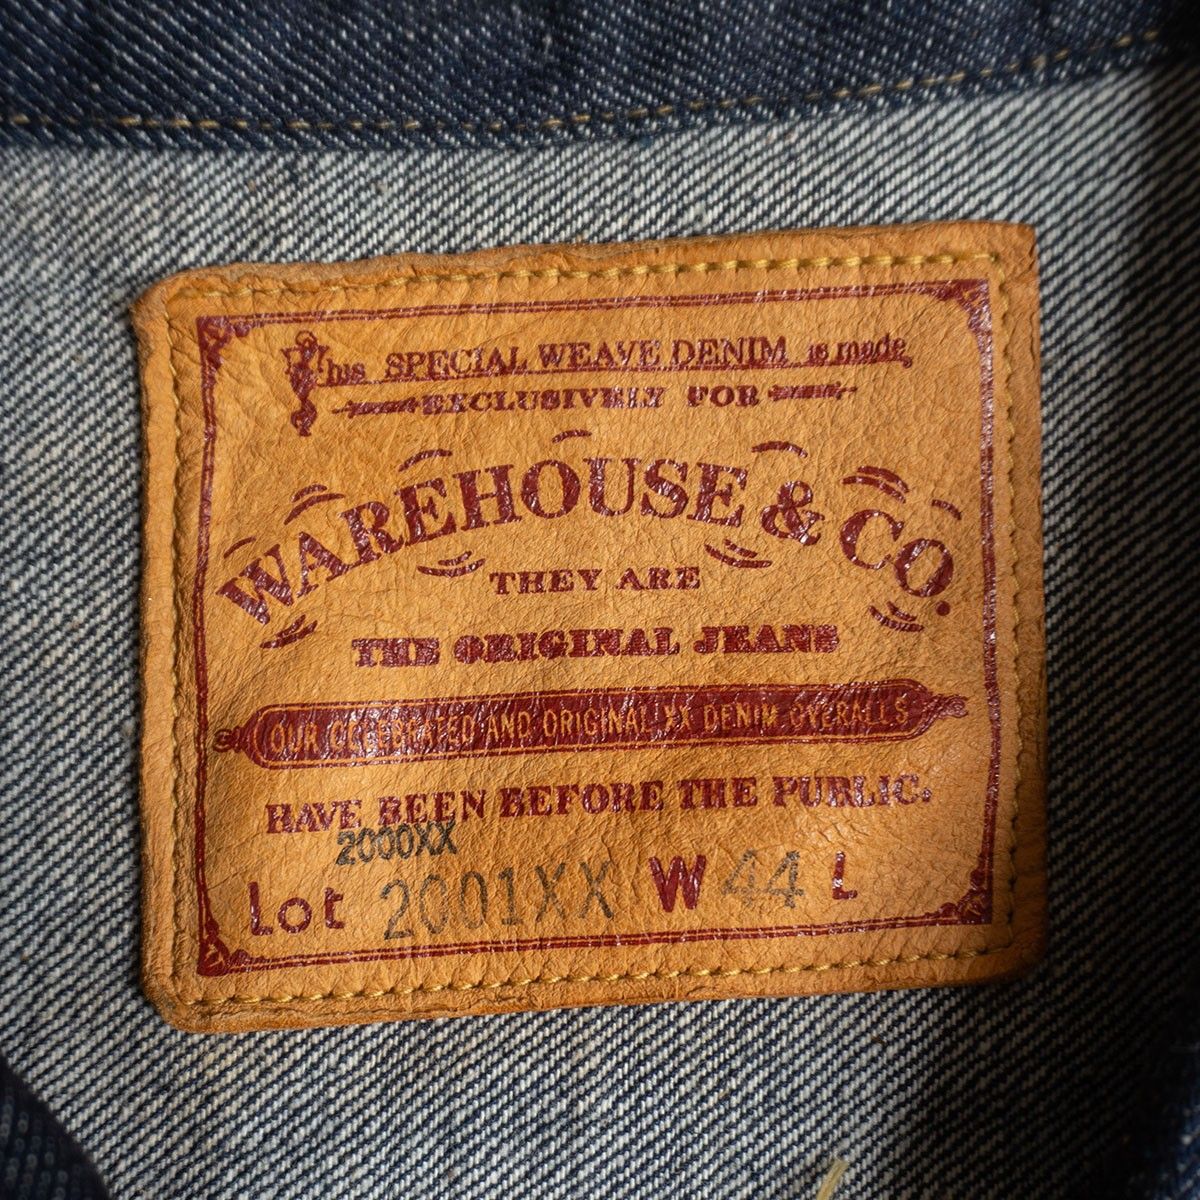 This SPECIAL WEAVE DENIM is made
EXCLUSIVELY FOR
WAREHOUSE & CO.
THEY ARE
THE ORIGINAL JEANS
OUR CELEBRATED AND ORIGINAL XX DENIM OVERALLS
HAVE BEEN BEFORE THE PUBLIC.
2000XX
Lot 2001XX W 44 L